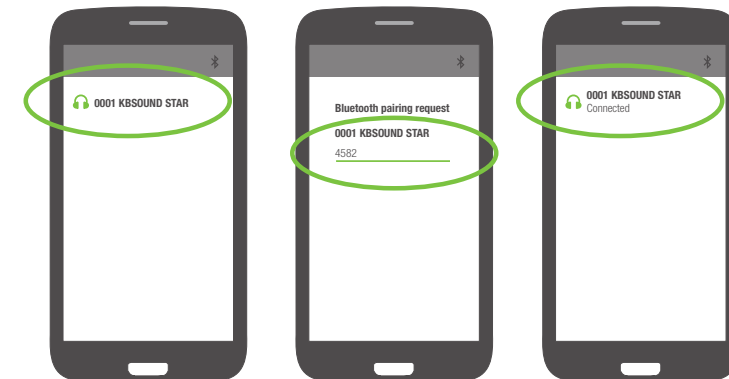 0001 KBSOUND STAR
Bluetooth pairing request
0001 KBSOUND STAR
4582
0001 KBSOUND STAR
Connected